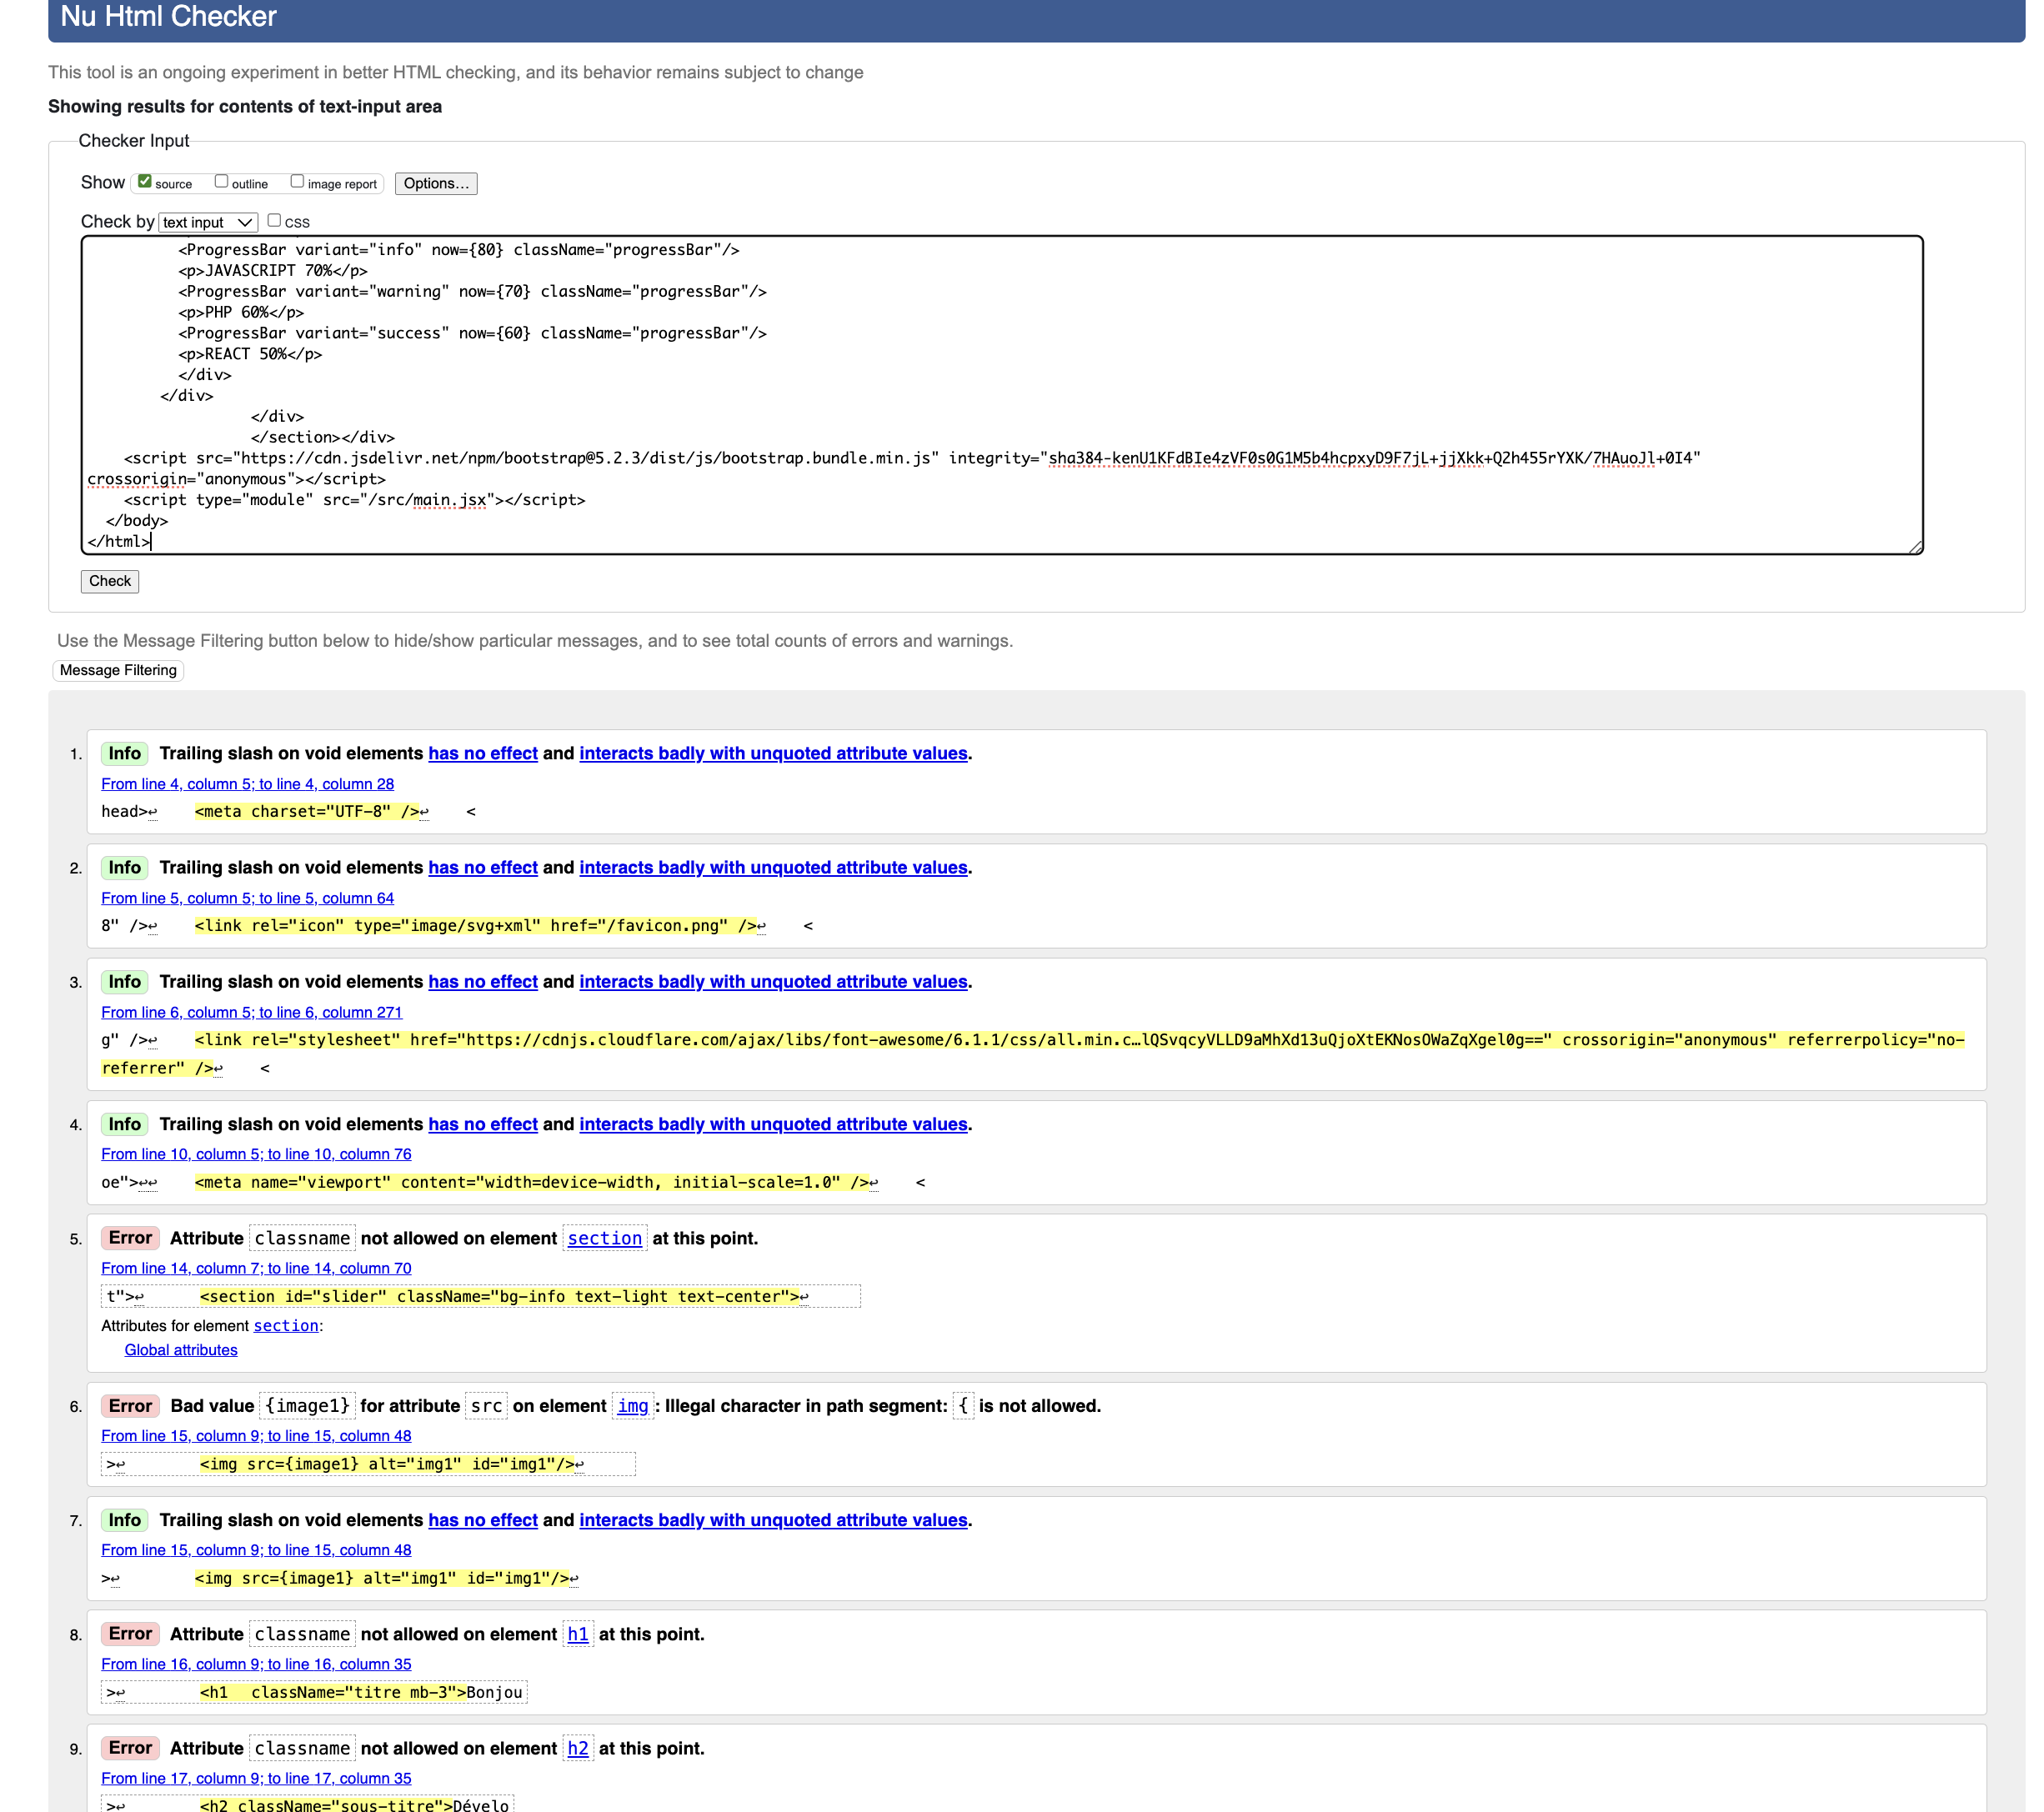 Nu Html Checker
This tool is an ongoing experiment in better HTML checking, and its behavior remains subject to change
Showing results for contents of text-input area
Checker Input
Show source outline image report Options...
Check by text input css
<ProgressBar variant="info" now={80} className="progressBar"/>
<p>JAVASCRIPT 70%</p>
<ProgressBar variant="warning" now={70} className="progressBar"/>
<p>PHP 60%</p>
<ProgressBar variant="success" now={60} className="progressBar"/>
<p>REACT 50%</p>
</div>
</div>
</div>
</section></div>
<script src="https://cdn.jsdelivr.net/npm/bootstrap@5.2.3/dist/js/bootstrap.bundle.min.js" integrity="sha384-kenU1KFdBIe4zVF0s0G1M5b4hcpxyD9F7jL+jjXkk+Q2h455rYXK/7HAuoJl+0I4"
crossorigin="anonymous"></script>
<script type="module" src="/src/main.jsx"></script>
</body>
</html>
Check
Use the Message Filtering button below to hide/show particular messages, and to see total counts of errors and warnings.
Message Filtering
1. Info Trailing slash on void elements has no effect and interacts badly with unquoted attribute values.
From line 4, column 5; to line 4, column 28
head>↩ <meta charset="UTF-8" />↩ <
2. Info Trailing slash on void elements has no effect and interacts badly with unquoted attribute values.
From line 5, column 5; to line 5, column 64
8" />↩ <link rel="icon" type="image/svg+xml" href="/favicon.png" />↩ <
3. Info Trailing slash on void elements has no effect and interacts badly with unquoted attribute values.
From line 6, column 5; to line 6, column 271
g" />↩ <link rel="stylesheet" href="https://cdnjs.cloudflare.com/ajax/libs/font-awesome/6.1.1/css/all.min.c…lQSvqcyVLLD9aMhXd13uQjoXtEKNosOWaZqXgel0g==" crossorigin="anonymous" referrerpolicy="no-
referrer" />↩ <
4. Info Trailing slash on void elements has no effect and interacts badly with unquoted attribute values.
From line 10, column 5; to line 10, column 76
oe">↩↩ <meta name="viewport" content="width=device-width, initial-scale=1.0" />↩ <
5. Error Attribute classname not allowed on element section at this point.
From line 14, column 7; to line 14, column 70
t">↩ <section id="slider" className="bg-info text-light text-center">↩
Attributes for element section:
Global attributes
6. Error Bad value {image1} for attribute src on element img: Illegal character in path segment: { is not allowed.
From line 15, column 9; to line 15, column 48
>↩ <img src={image1} alt="img1" id="img1"/>↩
7. Info Trailing slash on void elements has no effect and interacts badly with unquoted attribute values.
From line 15, column 9; to line 15, column 48
>↩ <img src={image1} alt="img1" id="img1"/>↩
8. Error Attribute classname not allowed on element h1 at this point.
From line 16, column 9; to line 16, column 35
>↩ <h1  className="titre mb-3">Bonjou
9. Error Attribute classname not allowed on element h2 at this point.
From line 17, column 9; to line 17, column 35
>↩ <h2 className="sous-titre">Dévelo